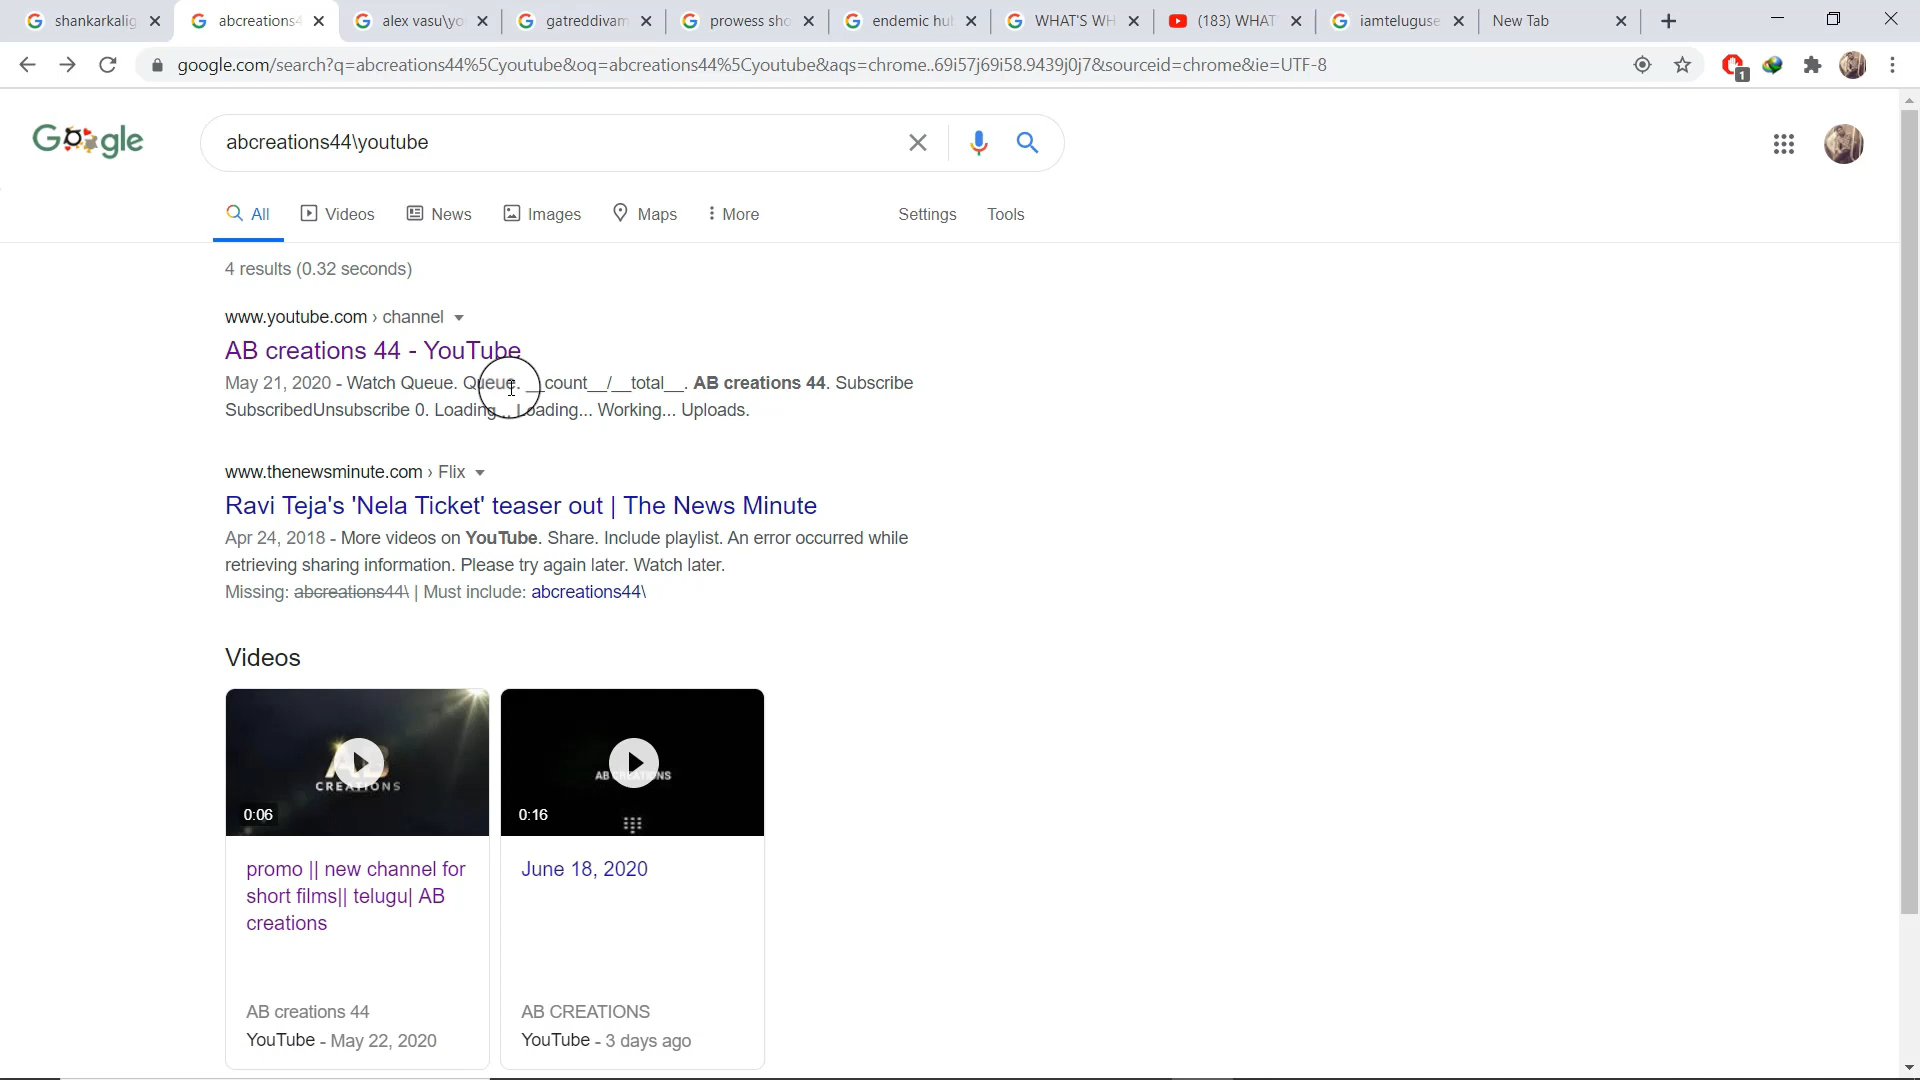 shankarkalig
abcreations4
alex vasu\yo
gatreddivam
prowess sho
endemic hu
WHAT'S WH
(183) WHAT
iamteluguse
New Tab
google.com/search?q=abcreations44%5Cyoutube&oq=abcreations44%5Cyoutube&aqs=chrome..69i57j69i58.9439j0j7&sourceid=chrome&ie=UTF-8
1
Google
abcreations44\youtube
All Videos News Images Maps More Settings Tools
4 results (0.32 seconds)
www.youtube.com › channel
AB creations 44 - YouTube
May 21, 2020 - Watch Queue. Queue. __count__/__total__. AB creations 44. Subscribe
SubscribedUnsubscribe 0. Loading... Loading... Working... Uploads.
www.thenewsminute.com › Flix
Ravi Teja's 'Nela Ticket' teaser out | The News Minute
Apr 24, 2018 - More videos on YouTube. Share. Include playlist. An error occurred while
retrieving sharing information. Please try again later. Watch later.
Missing: abcreations44\ | Must include: abcreations44\
Videos
AB
CREATIONS
0:06
AB CREATIONS
0:16
promo || new channel for
short films|| telugu| AB
creations
June 18, 2020
AB creations 44
YouTube - May 22, 2020
AB CREATIONS
YouTube - 3 days ago